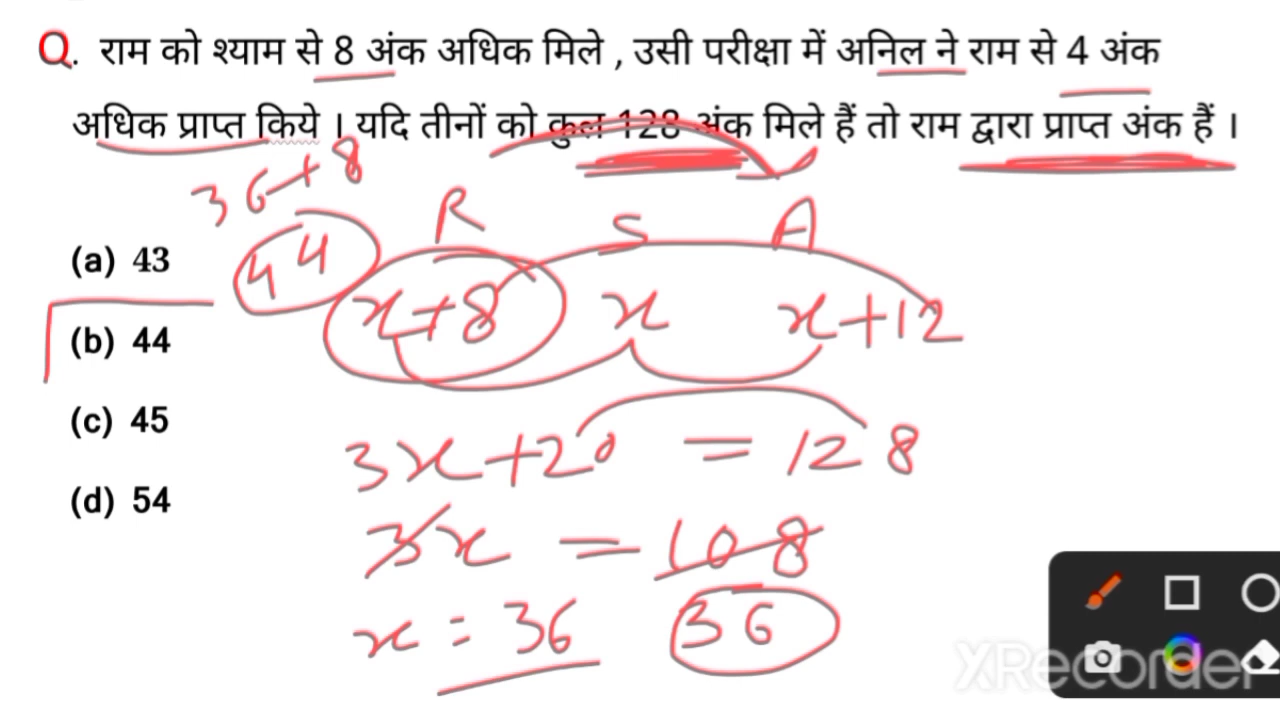 Q. राम को श्याम से 8 अंक अधिक मिले , उसी परीक्षा में अनिल ने राम से 4 अंक
अधिक प्राप्त किये । यदि तीनों को कुल 128 अंक मिले हैं तो राम द्वारा प्राप्त अंक हैं ।
36+8
44
R S A
x+8 x x+12
(a) 43
(b) 44
(c) 45
(d) 54
3x+20 = 128
3x = 108
x = 36 36
XRecorder